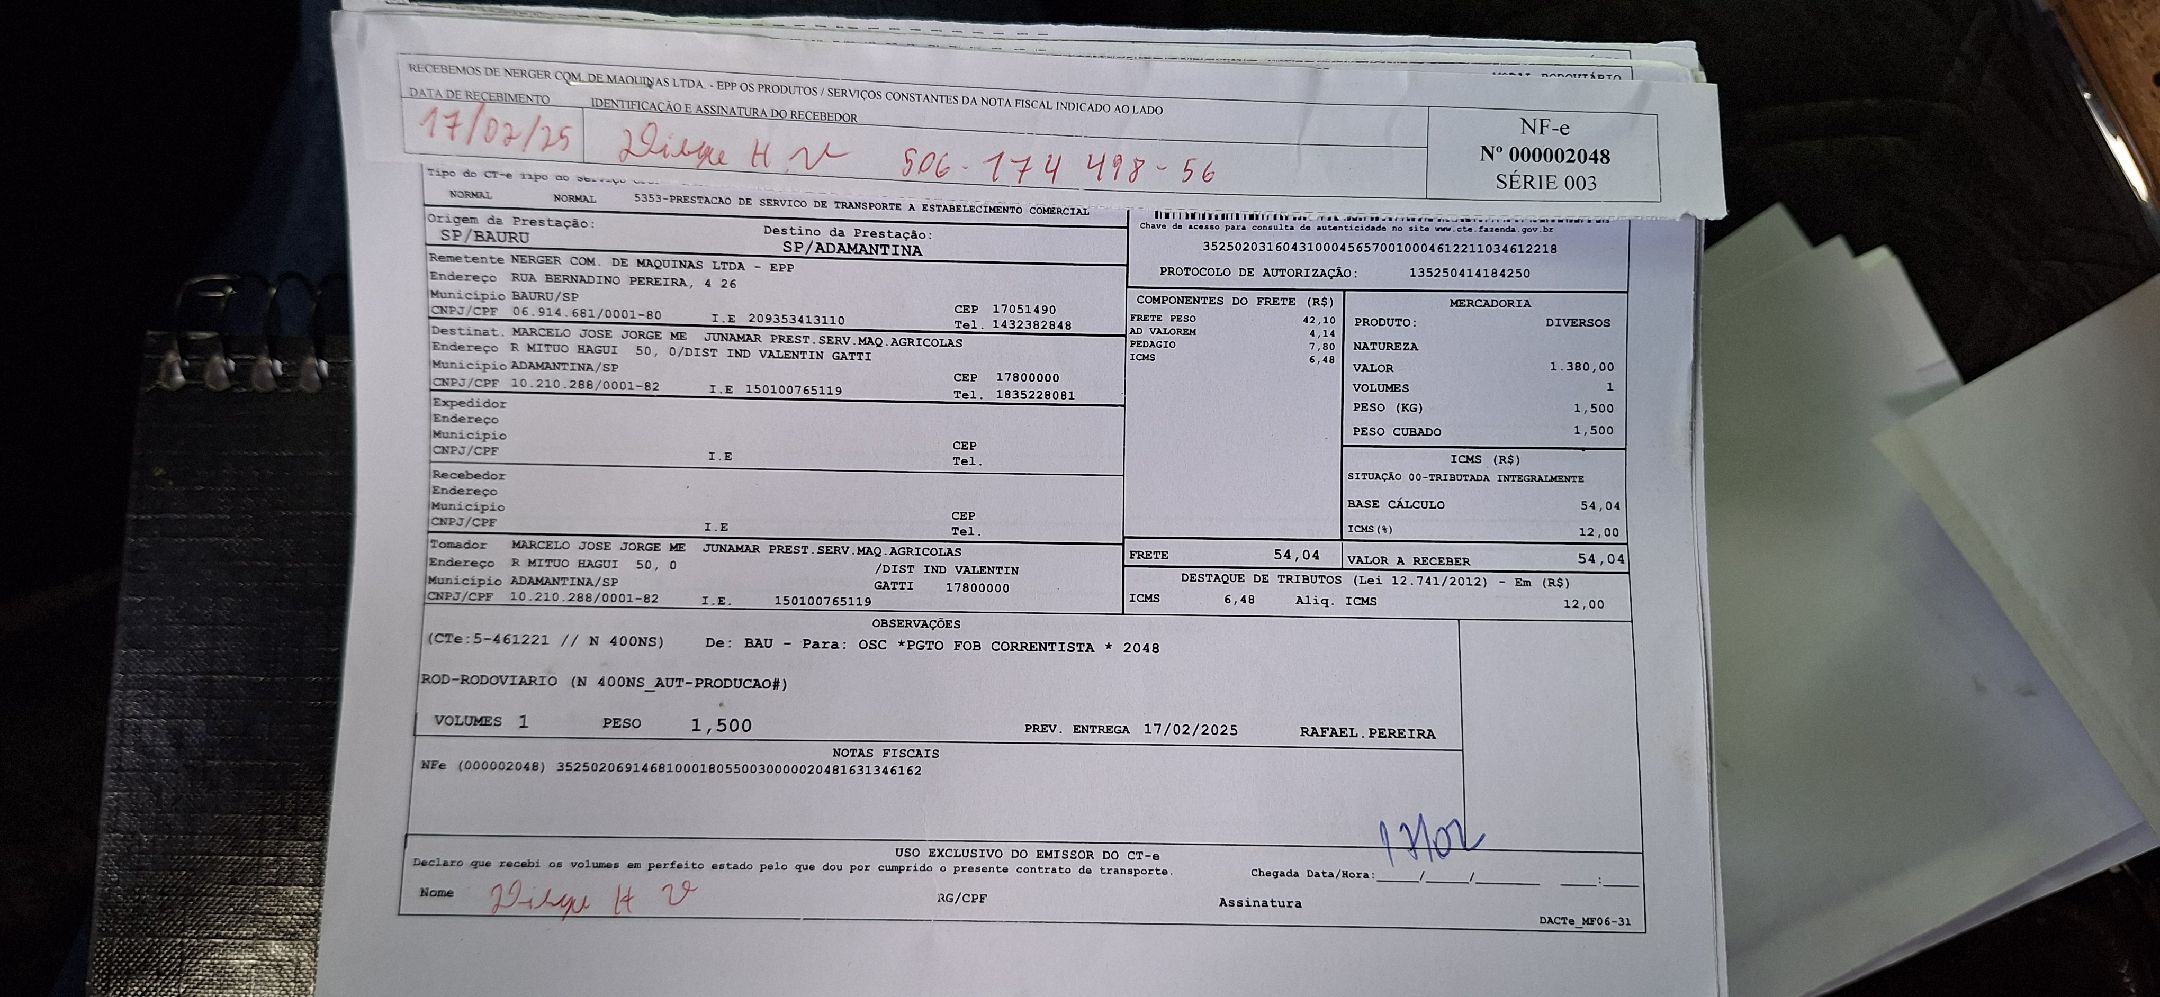 RECEBEMOS DE NERGER COM. DE MAQUINAS LTDA. - EPP OS PRODUTOS / SERVIÇOS CONSTANTES DA NOTA FISCAL INDICADO AO LADO
DATA DE RECEBIMENTO IDENTIFICAÇÃO E ASSINATURA DO RECEBEDOR
17/02/25 H 506-174 498-56
NF-e
Nº 000002048
SÉRIE 003
Tipo do CT-e Tipo do Serviço
NORMAL NORMAL 5353-PRESTACAO DE SERVICO DE TRANSPORTE A ESTABELECIMENTO COMERCIAL
Origem da Prestação: Destino da Prestação:
SP/BAURU SP/ADAMANTINA
Chave de acesso para consulta de autenticidade no site www.cte.fazenda.gov.br
35250203160431000456570010004612211034612218
PROTOCOLO DE AUTORIZAÇÃO: 135250414184250
Remetente NERGER COM. DE MAQUINAS LTDA - EPP
Endereço RUA BERNADINO PEREIRA, 4 26
Município BAURU/SP CEP 17051490
CNPJ/CPF 06.914.681/0001-80 I.E 209353413110 Tel. 1432382848
Destinat. MARCELO JOSE JORGE ME JUNAMAR PREST.SERV.MAQ.AGRICOLAS
Endereço R MITUO HAGUI 50, 0/DIST IND VALENTIN GATTI
Município ADAMANTINA/SP CEP 17800000
CNPJ/CPF 10.210.288/0001-82 I.E 150100765119 Tel. 1835228081
Expedidor
Endereço
Município CEP
CNPJ/CPF I.E Tel.
Recebedor
Endereço
Município CEP
CNPJ/CPF I.E Tel.
Tomador MARCELO JOSE JORGE ME JUNAMAR PREST.SERV.MAQ.AGRICOLAS
Endereço R MITUO HAGUI 50, 0 /DIST IND VALENTIN
Município ADAMANTINA/SP GATTI 17800000
CNPJ/CPF 10.210.288/0001-82 I.E. 150100765119
COMPONENTES DO FRETE (R$)
FRETE PESO 42,10
AD VALOREM 4,14
PEDAGIO 7,80
ICMS 6,48
MERCADORIA
PRODUTO: DIVERSOS
NATUREZA
VALOR 1.380,00
VOLUMES 1
PESO (KG) 1,500
PESO CUBADO 1,500
ICMS (R$)
SITUAÇÃO 00-TRIBUTADA INTEGRALMENTE
BASE CÁLCULO 54,04
ICMS(%) 12,00
FRETE 54,04 VALOR A RECEBER 54,04
DESTAQUE DE TRIBUTOS (Lei 12.741/2012) - Em (R$)
ICMS 6,48 Aliq. ICMS 12,00
OBSERVAÇÕES
(CTe:5-461221 // N 400NS) De: BAU - Para: OSC *PGTO FOB CORRENTISTA * 2048
ROD-RODOVIARIO (N 400NS_AUT-PRODUCAO#)
VOLUMES 1 PESO 1,500 PREV. ENTREGA 17/02/2025 RAFAEL.PEREIRA
NOTAS FISCAIS
NFe (000002048) 35250206914681000180550030000020481631346162
17/02
USO EXCLUSIVO DO EMISSOR DO CT-e
Declaro que recebi os volumes em perfeito estado pelo que dou por cumprido o presente contrato de transporte. Chegada Data/Hora:____/____/______ ____:____
Nome H RG/CPF Assinatura
DACTe_MF06-31